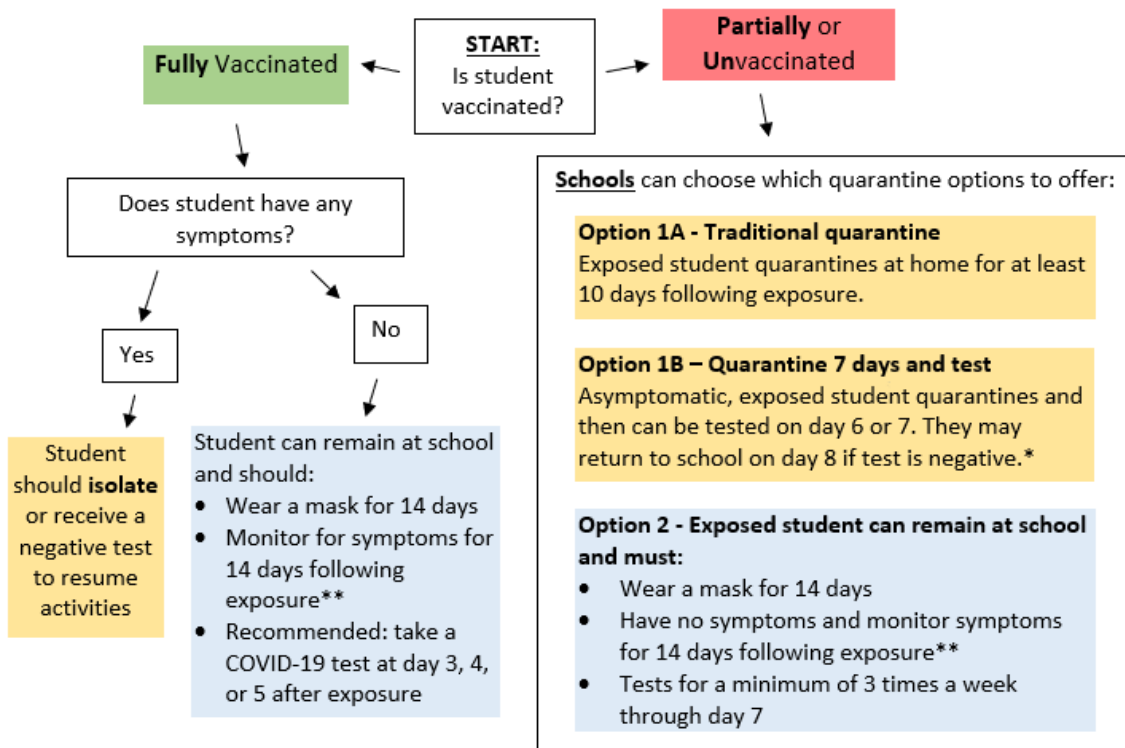 START:
Is student
vaccinated?
Fully Vaccinated
Partially or
Unvaccinated
Does student have any
symptoms?
Yes
No
Student
should isolate
or receive a
negative test
to resume
activities
Student can remain at school
and should:
• Wear a mask for 14 days
• Monitor for symptoms for
14 days following
exposure**
• Recommended: take a
COVID-19 test at day 3, 4,
or 5 after exposure
Schools can choose which quarantine options to offer:
Option 1A - Traditional quarantine
Exposed student quarantines at home for at least
10 days following exposure.
Option 1B – Quarantine 7 days and test
Asymptomatic, exposed student quarantines and
then can be tested on day 6 or 7. They may
return to school on day 8 if test is negative.*
Option 2 - Exposed student can remain at school
and must:
• Wear a mask for 14 days
• Have no symptoms and monitor symptoms
for 14 days following exposure**
• Tests for a minimum of 3 times a week
through day 7